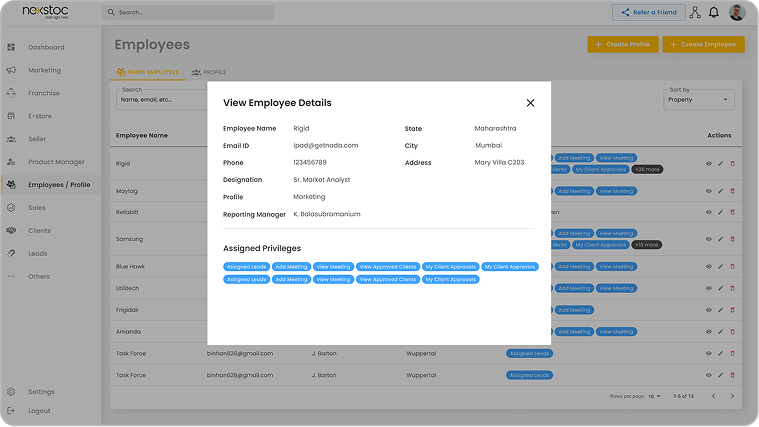 nexstoc
start right here
Search...
Refer a Friend
Dashboard
Marketing
Franchise
E-store
Seller
Product Manager
Employees / Profile
Sales
Clients
Leads
Others
Settings
Logout
Employees
+ Create Profile
+ Create Employee
SHOW EMPLOYEES
PROFILE
Search
Name, email, etc...
Sort by
Property
Employee Name
Actions
Rigid
Add Meeting View Meeting
My Client Approvals +20 more
Maytag
Add Meeting View Meeting
Reliabilt
Samsung
Add Meeting View Meeting
My Client Approvals +10 more
Blue Hawk
Add Meeting View Meeting
Utilitech
Add Meeting View Meeting
Frigidair
Add Meeting
Amanda
Add Meeting View Meeting
Task Force binhan628@gmail.com J. Barton Wuppertal Assigned Leads
Task Force binhan628@gmail.com J. Barton Wuppertal Assigned Leads
Rows per page: 10 1-5 of 13
View Employee Details
Employee Name Rigid State Maharashtra
Email ID ipad@getnada.com City Mumbai
Phone 123456789 Address Mary Villa C203
Designation Sr. Market Analyst
Profile Marketing
Reporting Manager K. Balasubramanium
Assigned Privileges
Assigned Leads Add Meeting View Meeting View Approved Clients My Client Approvals My Client Approvals
Assigned Leads Add Meeting View Meeting View Approved Clients My Client Approvals